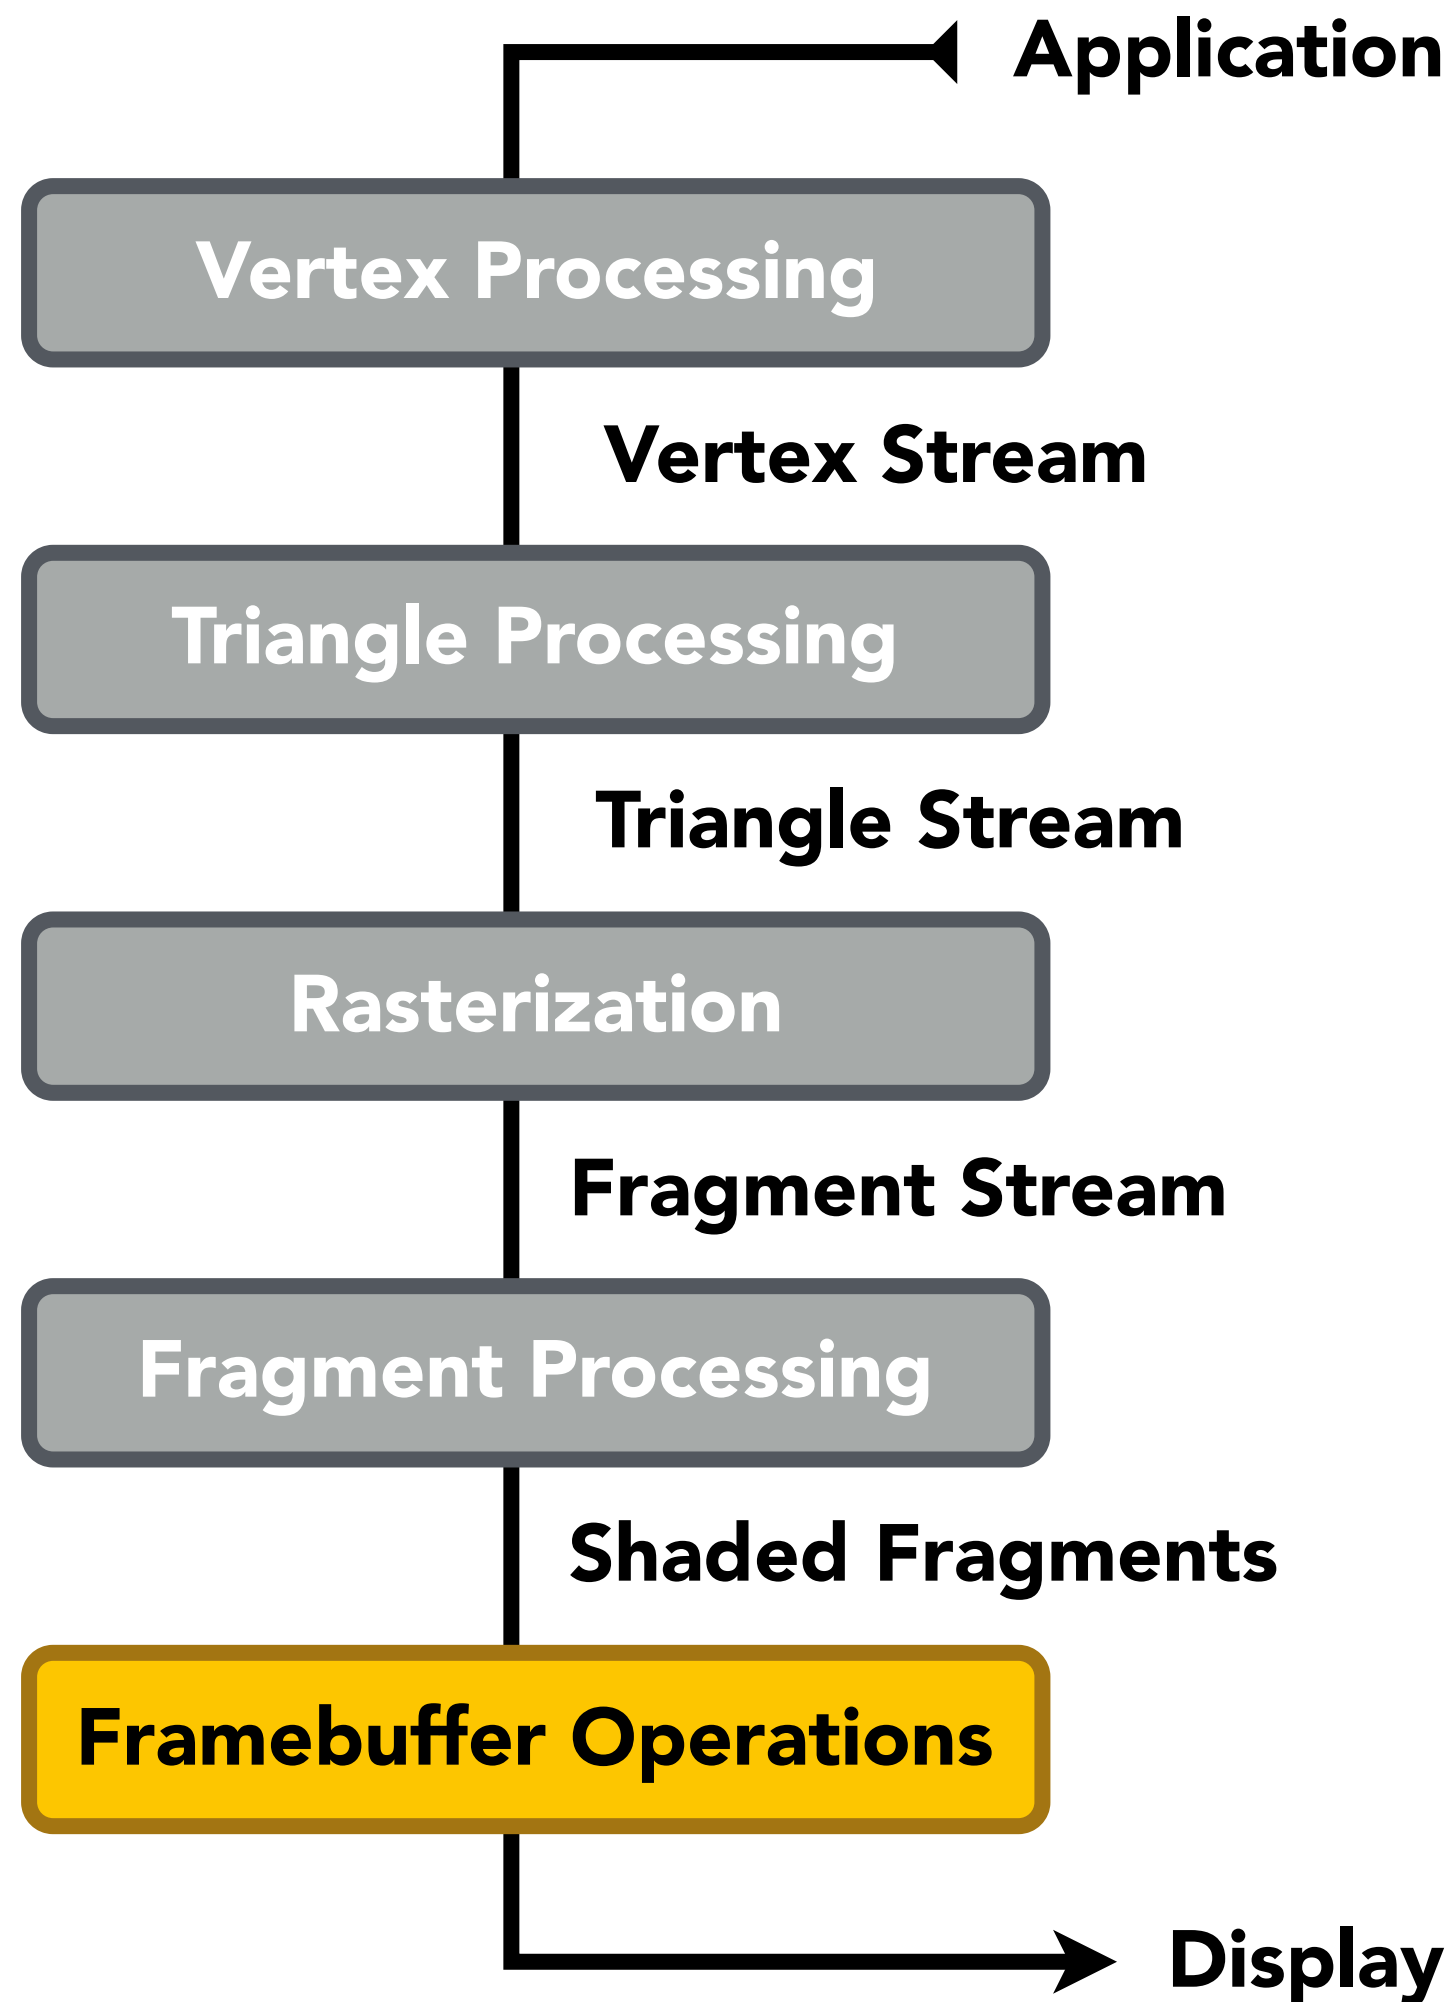 Application
Vertex Processing
Vertex Stream
Triangle Processing
Triangle Stream
Rasterization
Fragment Stream
Fragment Processing
Shaded Fragments
Framebuffer Operations
Display